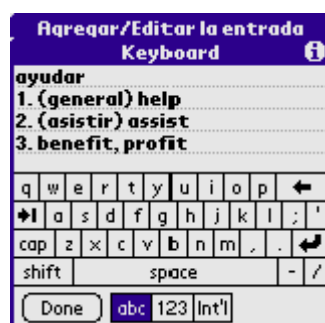 Agregar/Editar la entrada
Keyboard i
ayudar
1. (general) help
2. (asistir) assist
3. benefit, profit
q w e r t y u i o p
a s d f g h j k l ; '
cap z x c v b n m , .
shift space - /
Done abc 123 Int'l